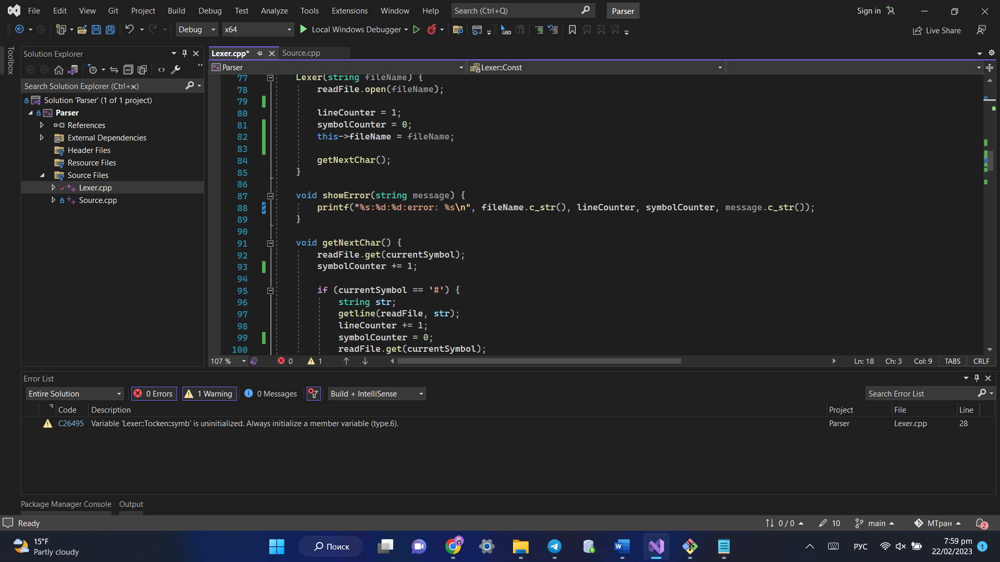 File Edit View Git Project Build Debug Test Analyze Tools Extensions Window Help Search (Ctrl+Q) Parser Sign in
Debug x64 Local Windows Debugger Live Share
Toolbox
Solution Explorer
Search Solution Explorer (Ctrl+ж)
Solution 'Parser' (1 of 1 project)
Parser
References
External Dependencies
Header Files
Resource Files
Source Files
Lexer.cpp
Source.cpp
Lexer.cpp* Source.cpp
Parser Lexer::Const
77 Lexer(string fileName) {
78 readFile.open(fileName);
79
80 lineCounter = 1;
81 symbolCounter = 0;
82 this->fileName = fileName;
83
84 getNextChar();
85 }
86
87 void showError(string message) {
88 printf("%s:%d:%d:error: %s\n", fileName.c_str(), lineCounter, symbolCounter, message.c_str());
89 }
90
91 void getNextChar() {
92 readFile.get(currentSymbol);
93 symbolCounter += 1;
94
95 if (currentSymbol == '#') {
96 string str;
97 getline(readFile, str);
98 lineCounter += 1;
99 symbolCounter = 0;
100 readFile.get(currentSymbol);
107 % 0 1 Ln: 18 Ch: 3 Col: 9 TABS CRLF
Error List
Entire Solution 0 Errors 1 Warning 0 Messages Build + IntelliSense Search Error List
Code Description Project File Line
C26495 Variable 'Lexer::Tocken::symb' is uninitialized. Always initialize a member variable (type.6). Parser Lexer.cpp 28
Package Manager Console Output
Ready 0 / 0 10 main МТран 2
15°F
Partly cloudy
Поиск
РУС
7:59 pm
22/02/2023
1